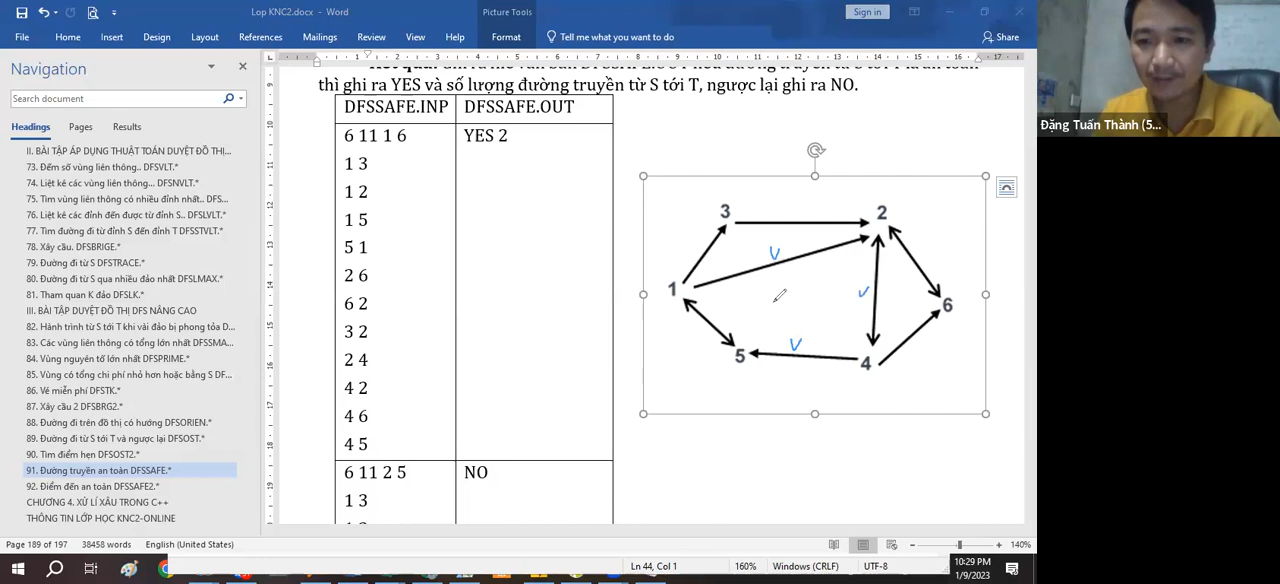 Lop KNC2.docx - Word
Picture Tools
Sign in
File Home Insert Design Layout References Mailings Review View Help Format Tell me what you want to do Share
Navigation
Search document
Headings Pages Results
II. BÀI TẬP ÁP DỤNG THUẬT TOÁN DUYỆT ĐỒ THỊ...
73. Đếm số vùng liên thông.. DFSVLT.*
74. Liệt kê các vùng liên thông... DFSNVLT.*
75. Tìm vùng liên thông có nhiều đỉnh nhất.. DFS...
76. Liệt kê các đỉnh đến được từ đỉnh S.. DFSLVLT.*
77. Tìm đường đi từ đỉnh S đến đỉnh T DFSSTVLT.*
78. Xây cầu. DFSBRIGE.*
79. Đường đi từ S DFSTRACE.*
80. Đường đi từ S qua nhiều đảo nhất DFSLMAX.*
81. Tham quan K đảo DFSLK.*
III. BÀI TẬP DUYỆT ĐỒ THỊ DFS NÂNG CAO
82. Hành trình từ S tới T khi vài đảo bị phong tỏa D...
83. Các vùng liên thông có tổng lớn nhất DFSSMA...
84. Vùng nguyên tố lớn nhất DFSPRIME.*
85. Vùng có tổng chi phí nhỏ hơn hoặc bằng S DF...
86. Vé miễn phí DFSTK.*
87. Xây cầu 2 DFSBRG2.*
88. Đường đi trên đồ thị có hướng DFSORIEN.*
89. Đường đi từ S tới T và ngược lại DFSOST.*
90. Tìm điểm hẹn DFSOST2.*
91. Đường truyền an toàn DFSSAFE.*
92. Điểm đến an toàn DFSSAFE2.*
CHƯƠNG 4. XỬ LÍ XÂU TRONG C++
THÔNG TIN LỚP HỌC KNC2-ONLINE
thì ghi ra YES và số lượng đường truyền từ S tới T, ngược lại ghi ra NO.
DFSSAFE.INP DFSSAFE.OUT
6 11 1 6 YES 2
1 3
1 2
1 5
5 1
2 6
6 2
3 2
2 4
4 2
4 6
4 5
6 11 2 5 NO
1 3
3 2
1
6
5 4
Đặng Tuấn Thành (5...
Page 189 of 197 38458 words English (United States) 140%
Ln 44, Col 1 160% Windows (CRLF) UTF-8
10:29 PM
1/9/2023